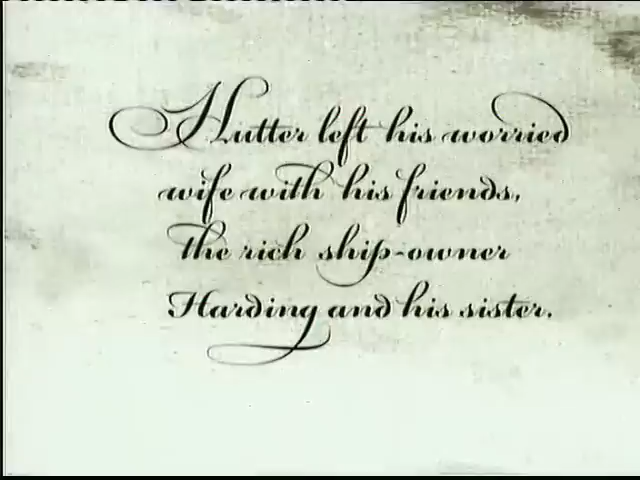 Hutter left his worried
wife with his friends,
the rich ship-owner
Harding and his sister.